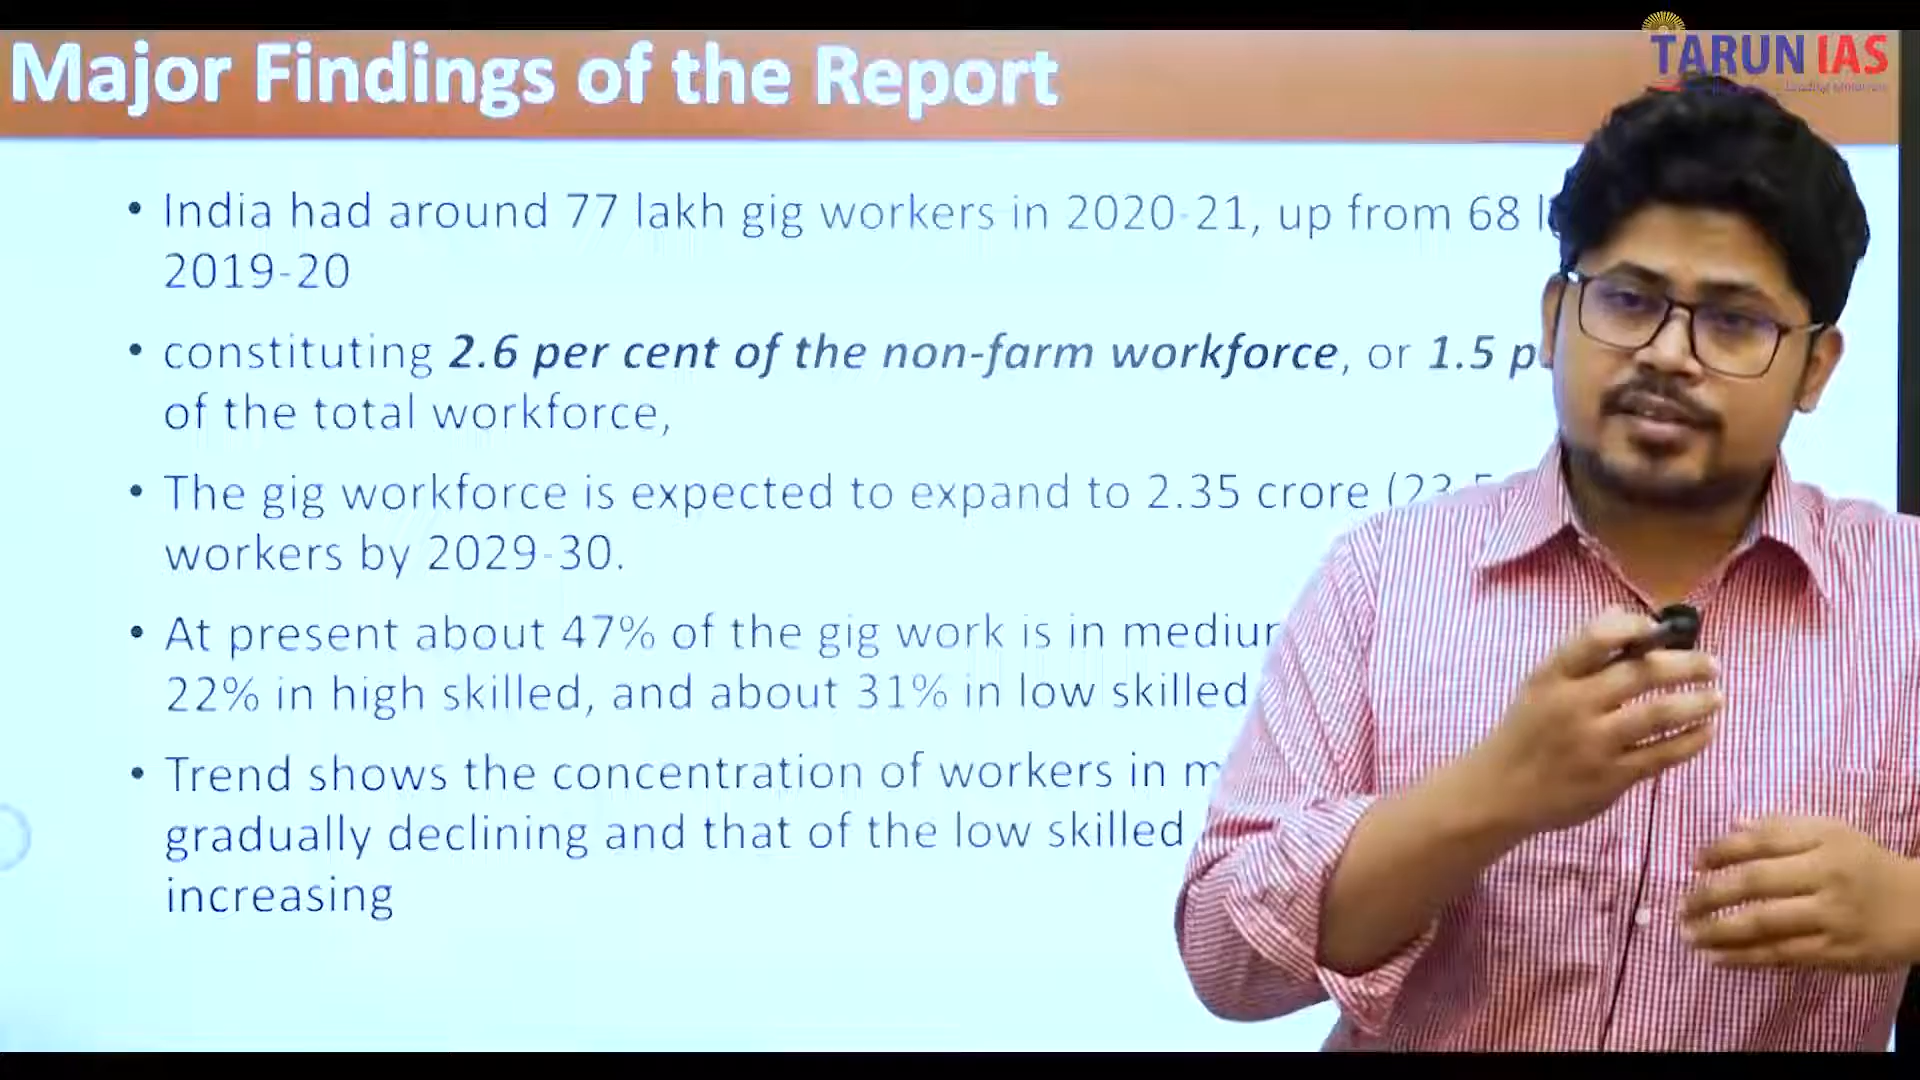 TARUN IAS
Major Findings of the Report
• India had around 77 lakh gig workers in 2020-21, up from 68
2019-20
• constituting 2.6 per cent of the non-farm workforce, or 1.5
of the total workforce,
• The gig workforce is expected to expand to 2.35 crore
workers by 2029-30.
• At present about 47% of the gig work is in
22% in high skilled, and about 31% in low skilled
• Trend shows the concentration of workers in
gradually declining and that of the low skilled
increasing